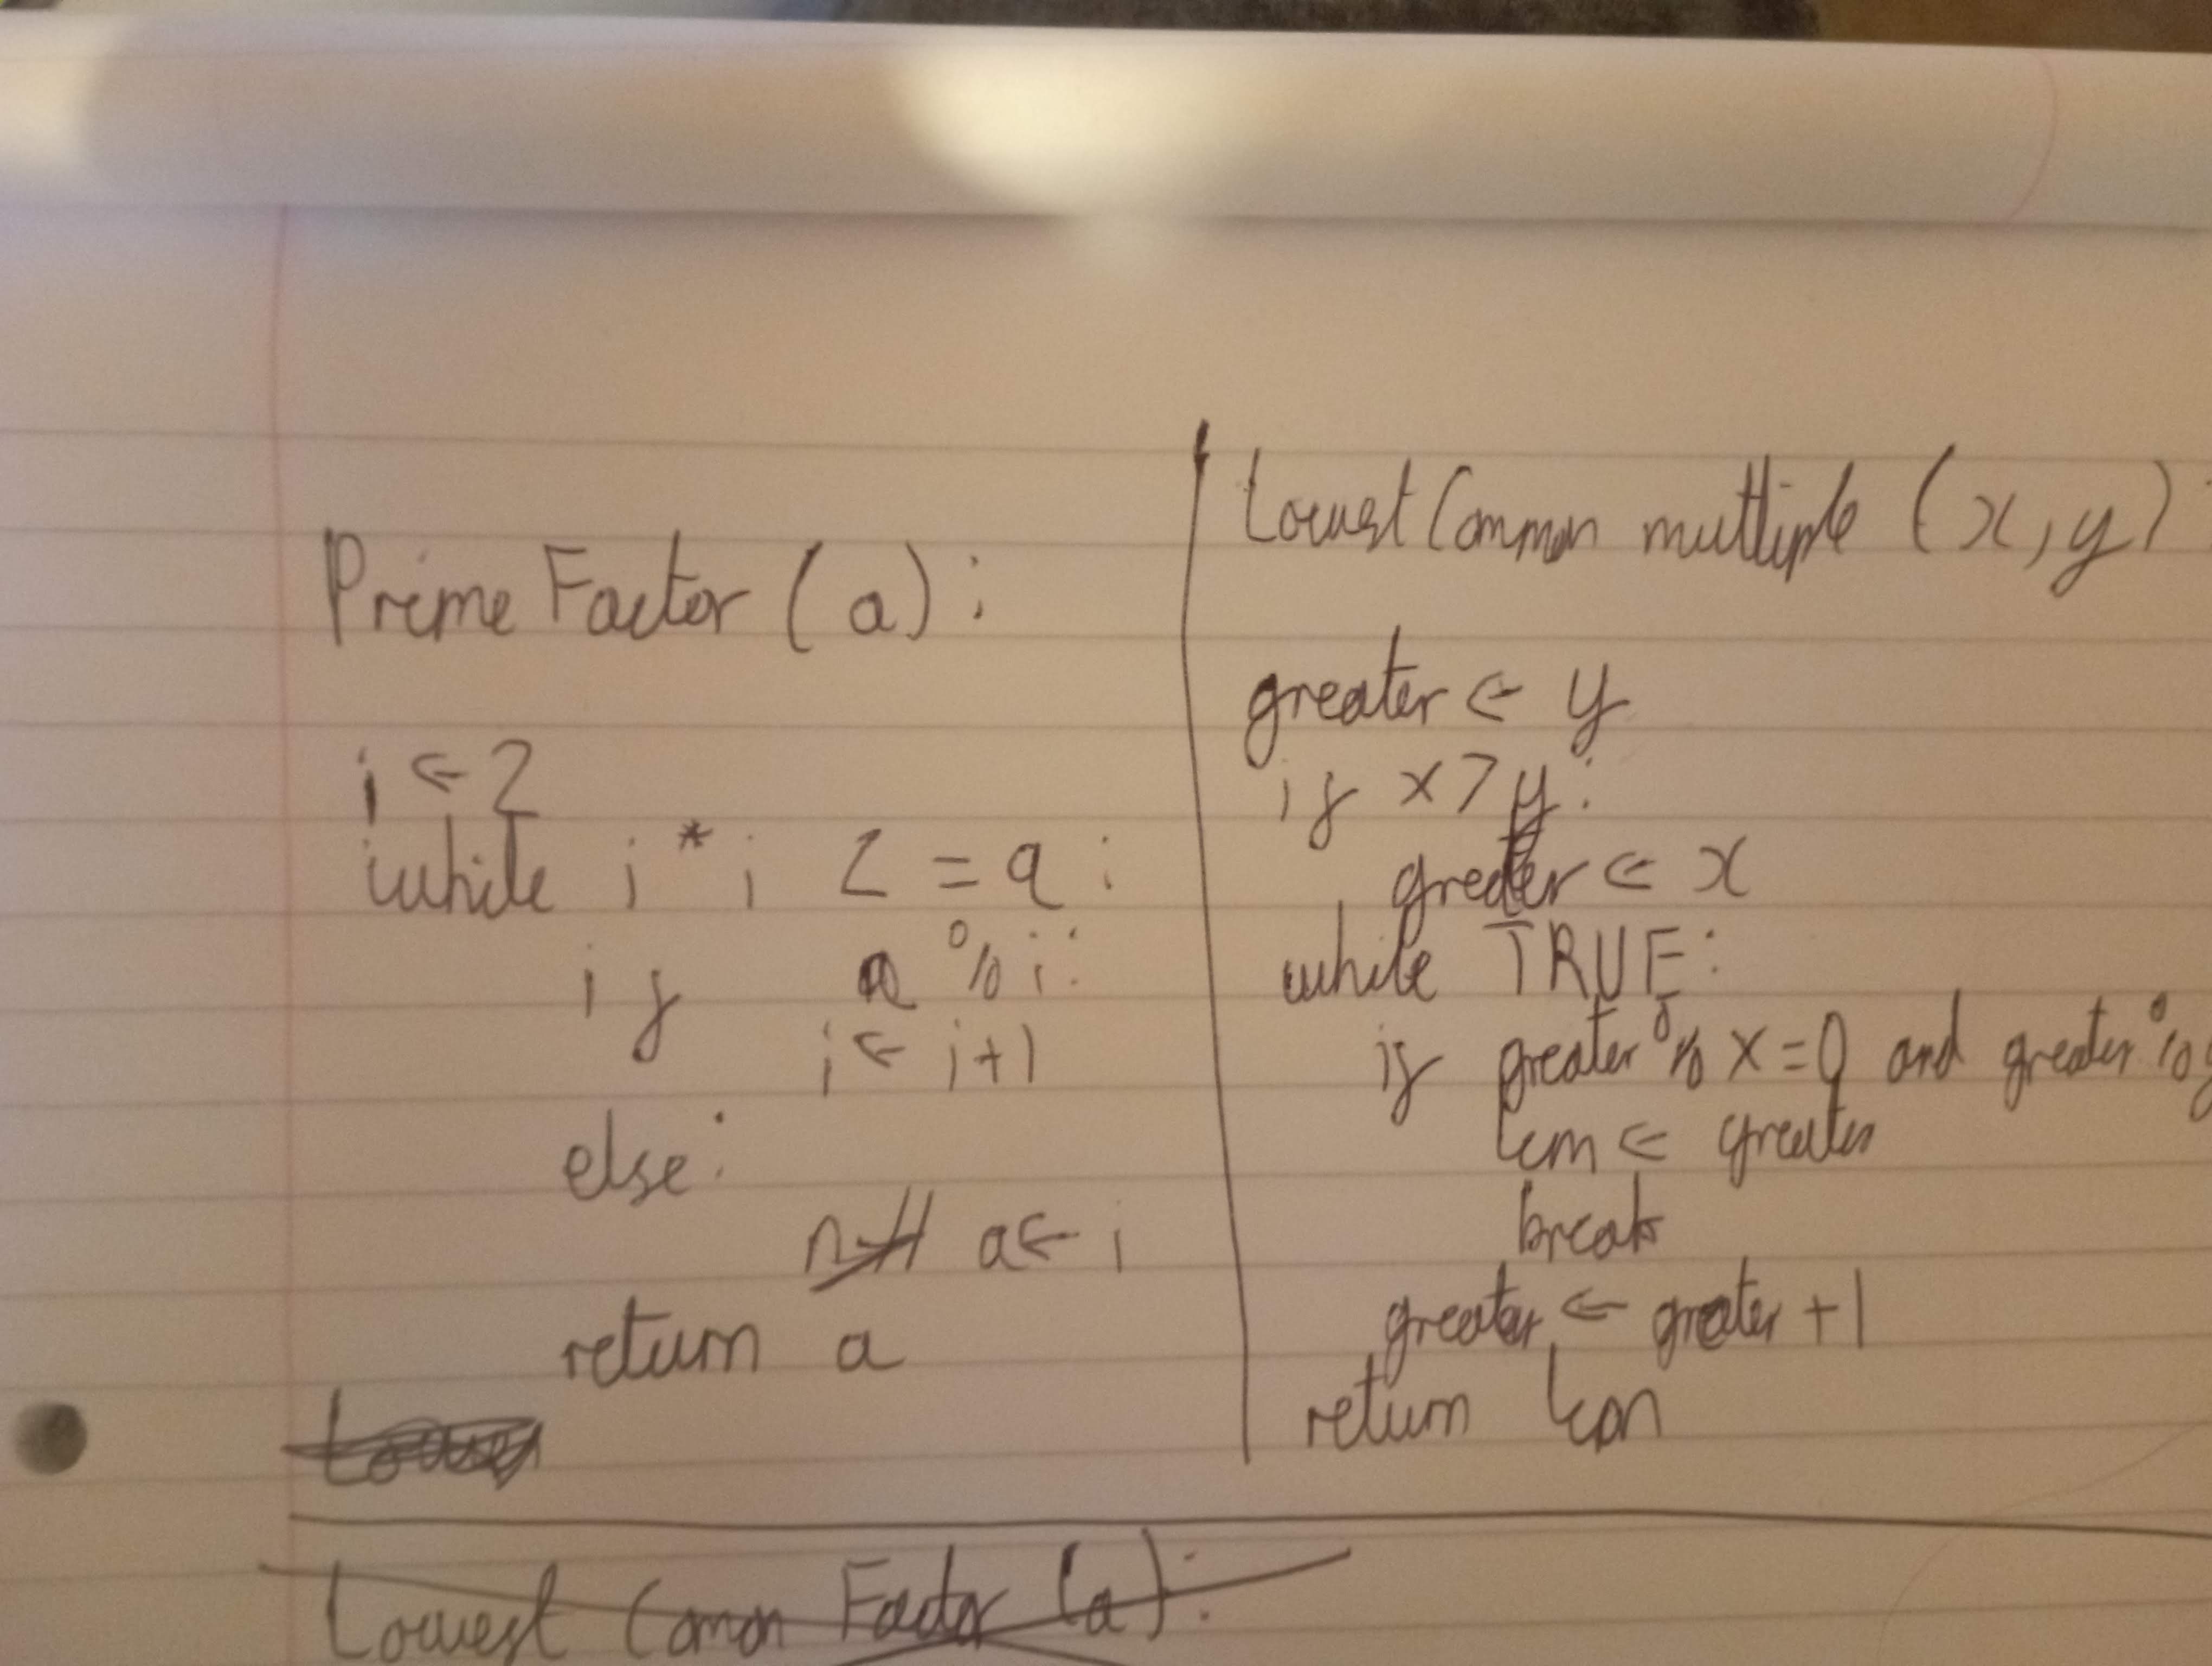 Prime Factor (a):
i ← 2
while i * i <= a:
if a % i:
i ← i+1
else:
a ← i
return a
Lowest Common multiple (x, y)
greater ← y
if x > y:
greater ← x
while TRUE:
if greater % x = 0 and greater %
lcm ← greater
break
greater ← greater + 1
return lcm
Lowest Common Factor (a):